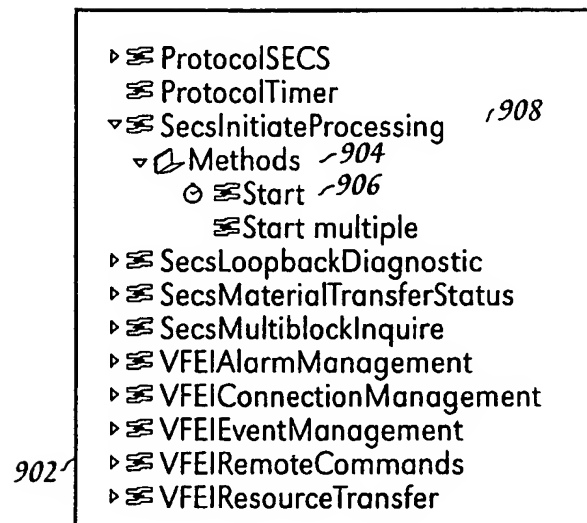 ProtocolSECS
ProtocolTimer
SecsInitiateProcessing 908
Methods 904
Start 906
Start multiple
SecsLoopbackDiagnostic
SecsMaterialTransferStatus
SecsMultiblockInquire
VFEIAlarmManagement
VFEIConnectionManagement
VFEIEventManagement
902 VFEIRemoteCommands
VFEIResourceTransfer